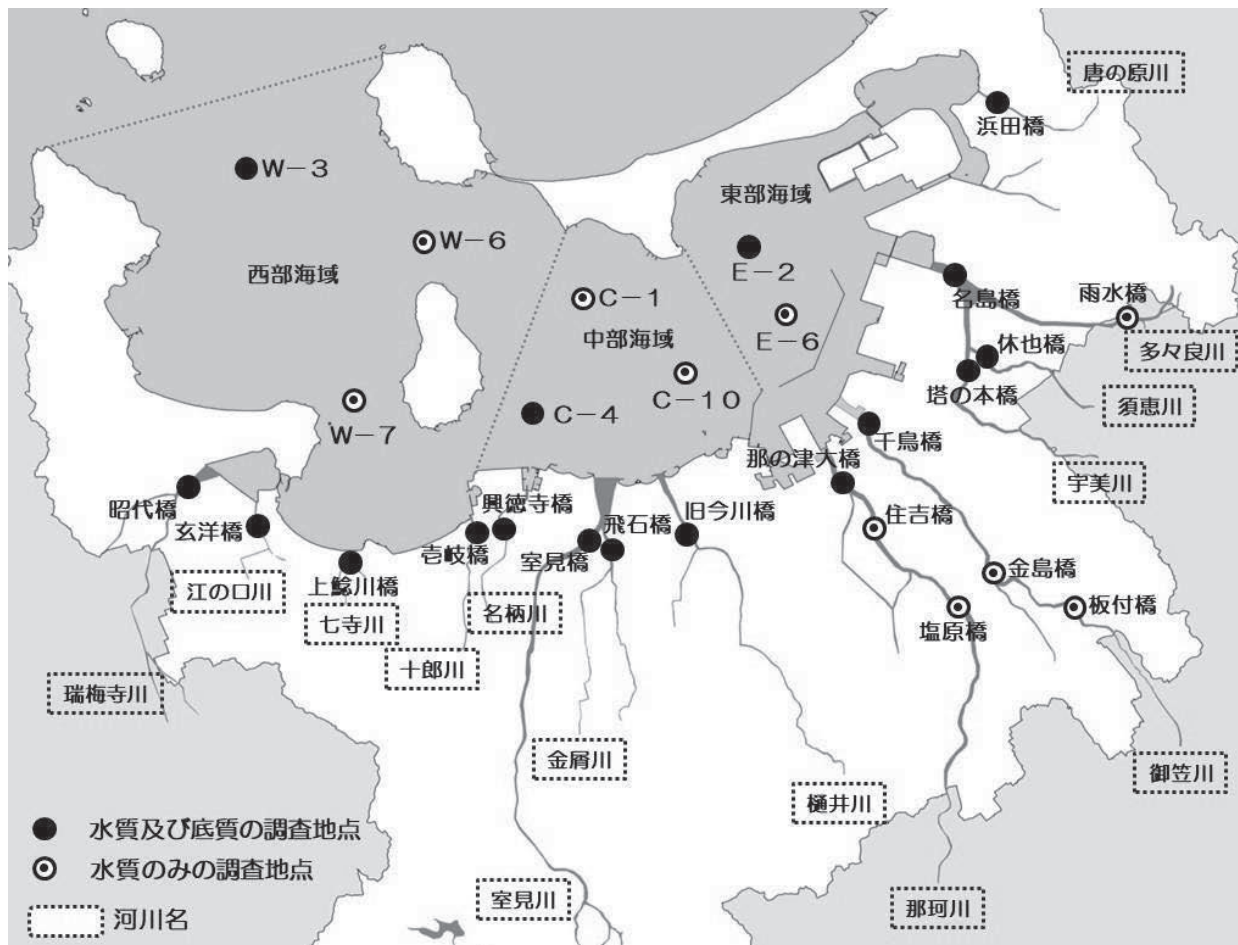 唐の原川
浜田橋
W－3
東部海域
W－6
E－2
西部海域
C－1
名島橋
雨水橋
中部海域
E－6
休也橋
多々良川
塔の本橋
C－10
須恵川
W－7
C－4
千鳥橋
那の津大橋
宇美川
昭代橋
興徳寺橋
飛石橋
旧今川橋
住吉橋
玄洋橋
壱岐橋
室見橋
上鯰川橋
金島橋
江の口川
板付橋
名柄川
七寺川
塩原橋
十郎川
瑞梅寺川
金屑川
御笠川
樋井川
水質及び底質の調査地点
水質のみの調査地点
室見川
那珂川
河川名